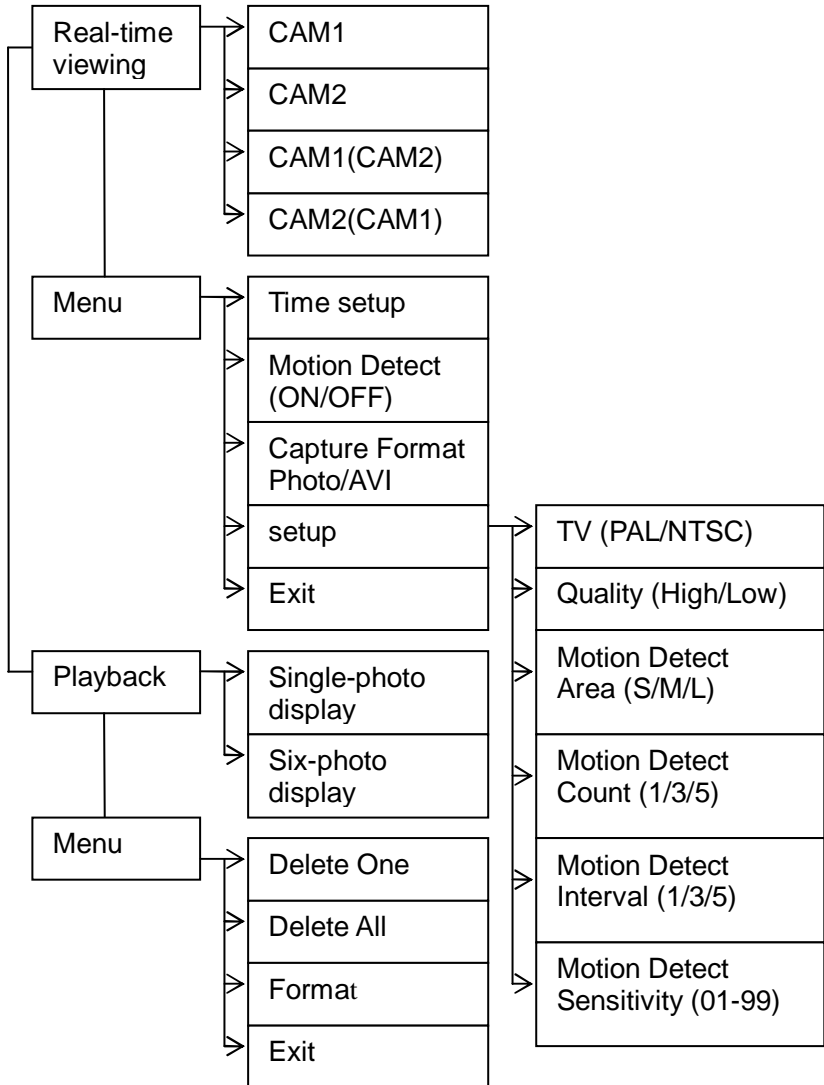 Real-time
viewing
CAM1
CAM2
CAM1(CAM2)
CAM2(CAM1)
Menu
Time setup
Motion Detect
(ON/OFF)
Capture Format
Photo/AVI
setup
Exit
TV (PAL/NTSC)
Quality (High/Low)
Motion Detect
Area (S/M/L)
Motion Detect
Count (1/3/5)
Motion Detect
Interval (1/3/5)
Motion Detect
Sensitivity (01-99)
Playback
Single-photo
display
Six-photo
display
Menu
Delete One
Delete All
Format
Exit